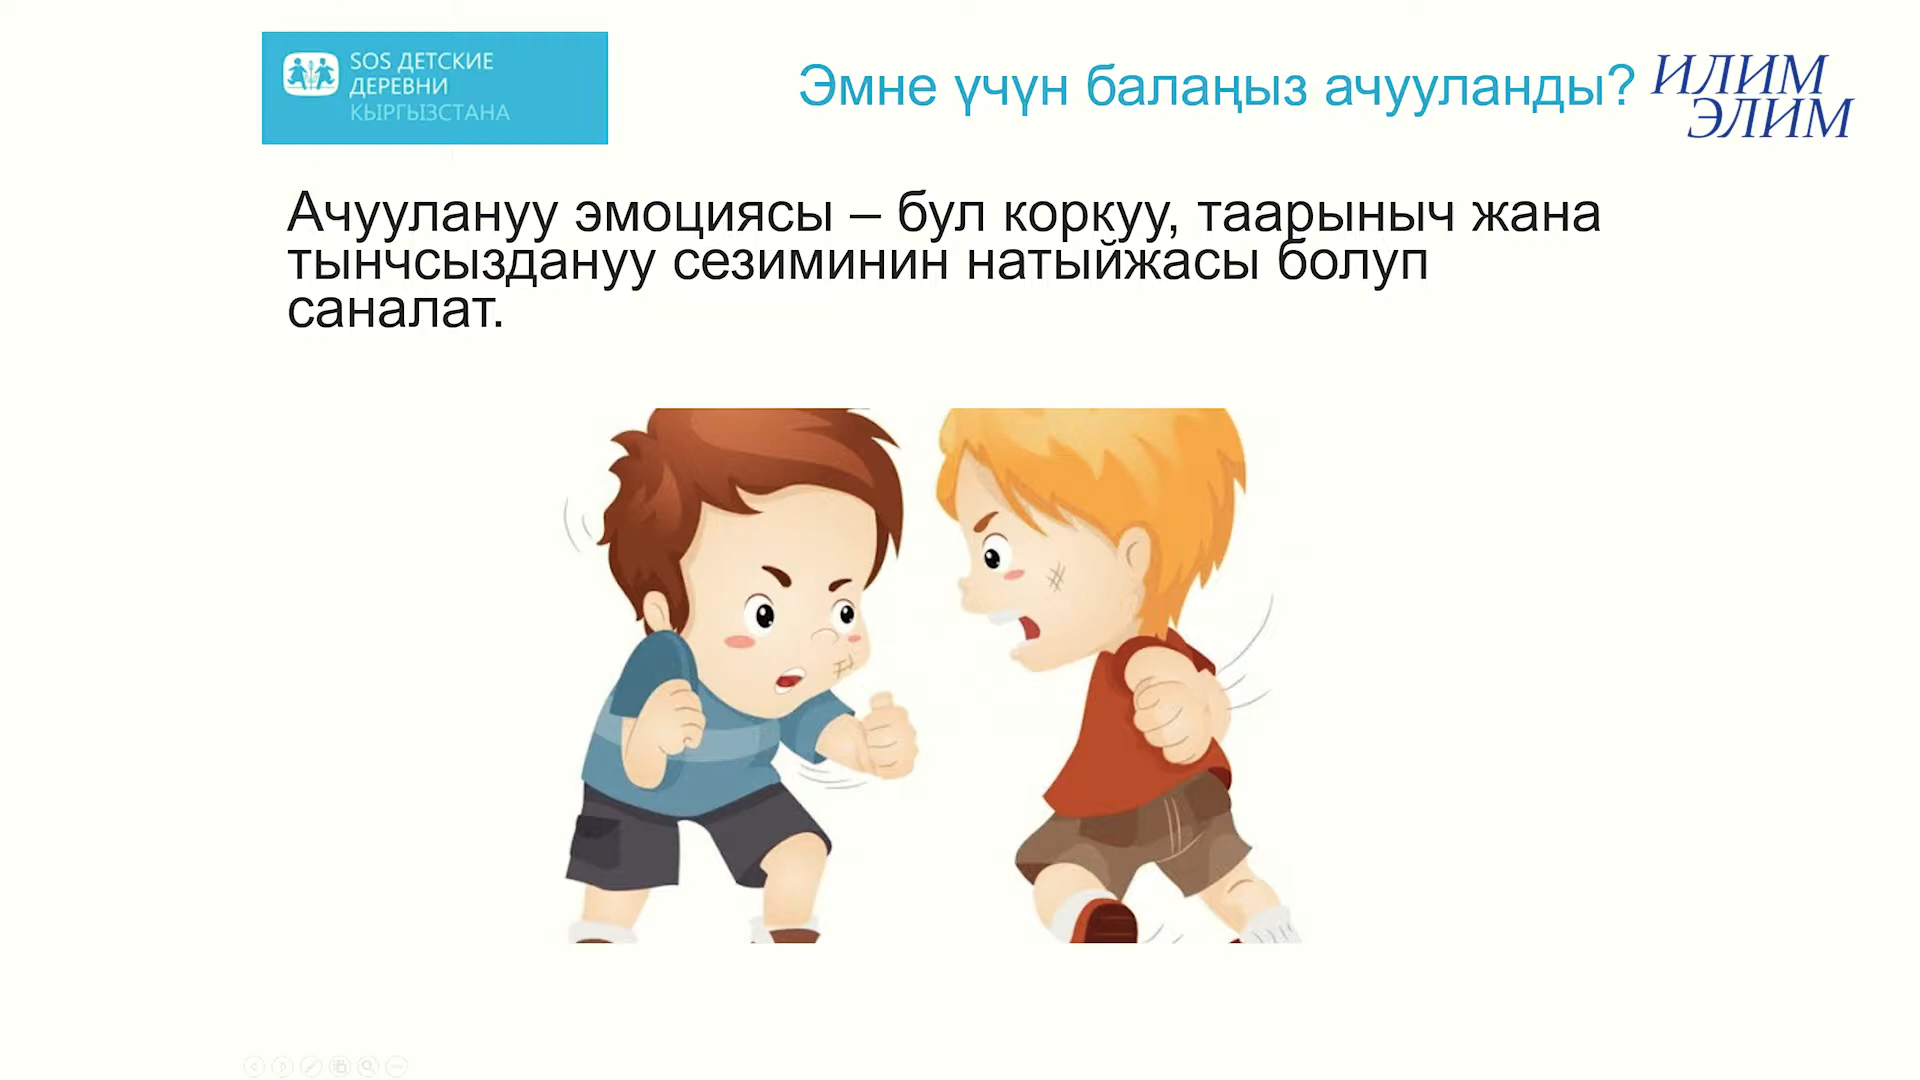 SOS ДЕТСКИЕ
ДЕРЕВНИ
КЫРГЫЗСТАНА
Эмне үчүн балаңыз ачууланды?
ИЛИМ
ЭЛИМ
Ачуулануу эмоциясы – бул коркуу, таарыныч жана
тынчсыздануу сезиминин натыйжасы болуп
саналат.